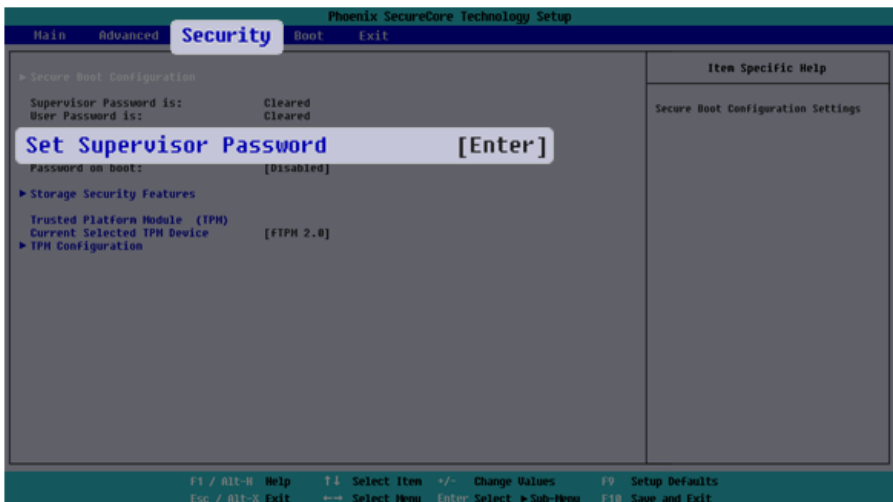 Phoenix SecureCore Technology Setup
Main Advanced Security Boot Exit
Item Specific Help
▶ Secure Boot Configuration
Supervisor Password is: Cleared
User Password is: Cleared
Secure Boot Configuration Settings
Set Supervisor Password [Enter]
Password on boot: [Disabled]
▶ Storage Security Features
Trusted Platform Module (TPM)
Current Selected TPM Device [fTPM 2.0]
▶ TPM Configuration
F1 / Alt-H Help ↑↓ Select Item +/- Change Values F9 Setup Defaults
Esc / Alt-X Exit ←→ Select Menu Enter Select ▶ Sub-Menu F10 Save and Exit